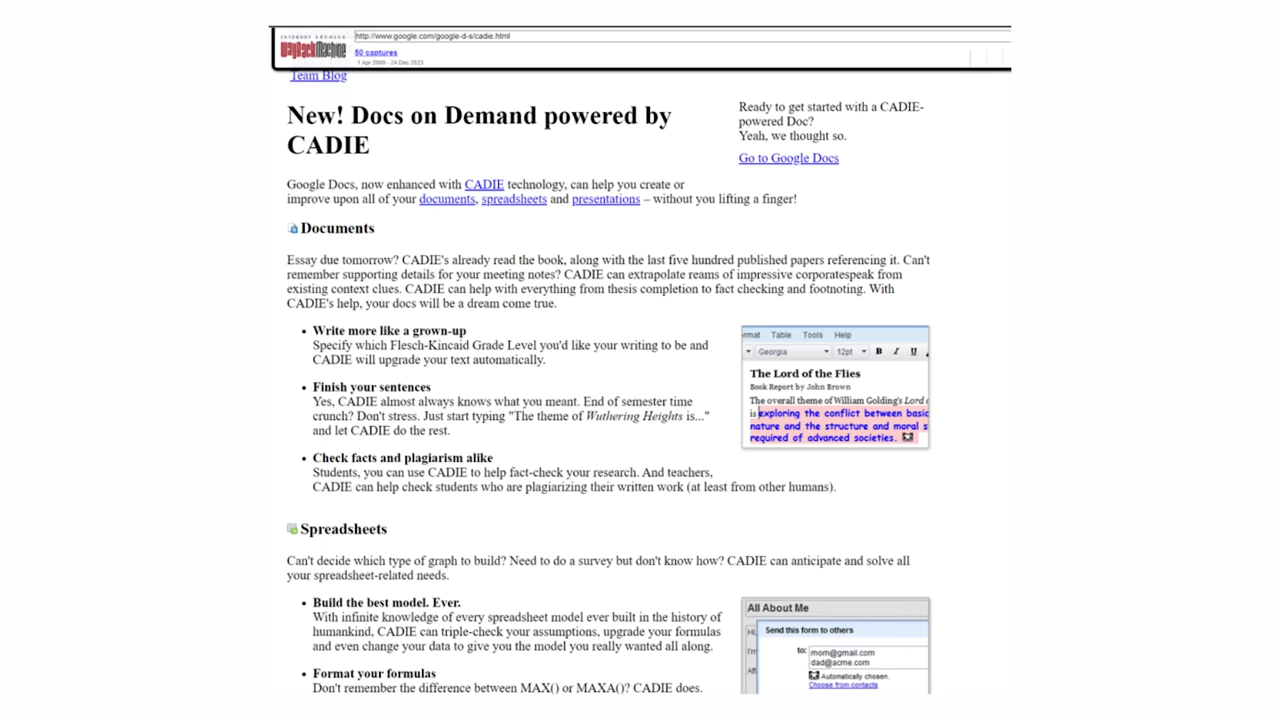 INTERNET ARCHIVE
WayBackMachine
http://www.google.com/google-d-s/cadie.html
50 captures
1 Apr 2009 - 24 Dec 2023
Team Blog
New! Docs on Demand powered by
CADIE
Ready to get started with a CADIE-
powered Doc?
Yeah, we thought so.
Go to Google Docs
Google Docs, now enhanced with CADIE technology, can help you create or
improve upon all of your documents, spreadsheets and presentations – without you lifting a finger!
Documents
Essay due tomorrow? CADIE's already read the book, along with the last five hundred published papers referencing it. Can't
remember supporting details for your meeting notes? CADIE can extrapolate reams of impressive corporatespeak from
existing context clues. CADIE can help with everything from thesis completion to fact checking and footnoting. With
CADIE's help, your docs will be a dream come true.
• Write more like a grown-up
Specify which Flesch-Kincaid Grade Level you'd like your writing to be and
CADIE will upgrade your text automatically.
• Finish your sentences
Yes, CADIE almost always knows what you meant. End of semester time
crunch? Don't stress. Just start typing "The theme of Wuthering Heights is..."
and let CADIE do the rest.
• Check facts and plagiarism alike
Students, you can use CADIE to help fact-check your research. And teachers,
CADIE can help check students who are plagiarizing their written work (at least from other humans).
rmat Table Tools Help
Georgia 12pt B I U
The Lord of the Flies
Book Report by John Brown
The overall theme of William Golding's Lord
is exploring the conflict between basic
nature and the structure and moral s
required of advanced societies.
Spreadsheets
Can't decide which type of graph to build? Need to do a survey but don't know how? CADIE can anticipate and solve all
your spreadsheet-related needs.
• Build the best model. Ever.
With infinite knowledge of every spreadsheet model ever built in the history of
humankind, CADIE can triple-check your assumptions, upgrade your formulas
and even change your data to give you the model you really wanted all along.
• Format your formulas
Don't remember the difference between MAX() or MAXA()? CADIE does.
All About Me
Send this form to others
to: mom@gmail.com
dad@acme.com
Automatically chosen.
Choose from contacts